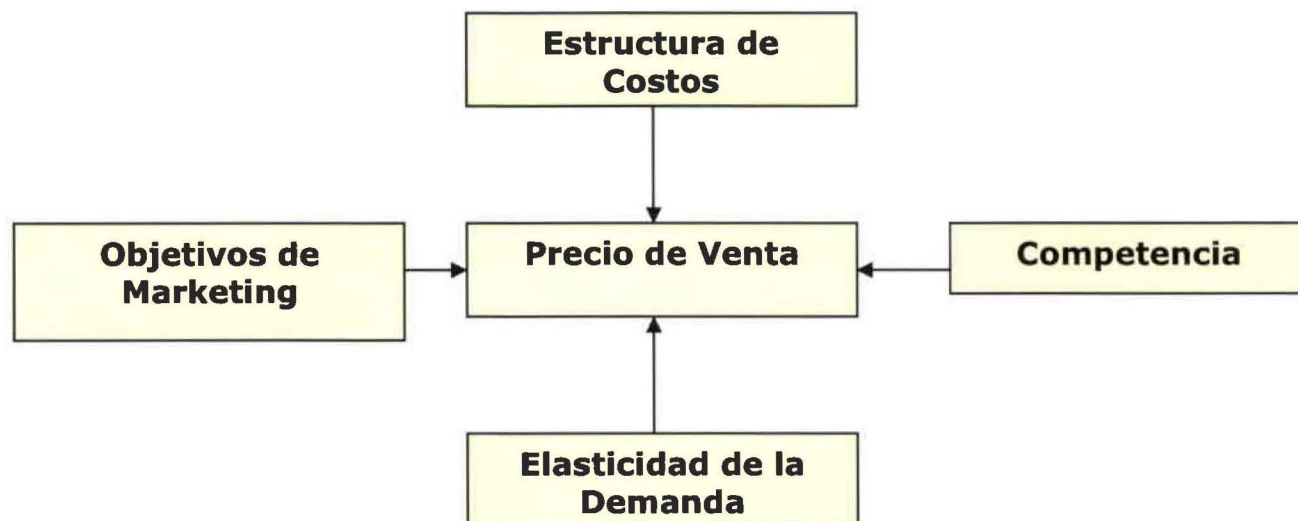 Estructura de
Costos
Objetivos de
Marketing
Precio de Venta
Competencia
Elasticidad de la
Demanda